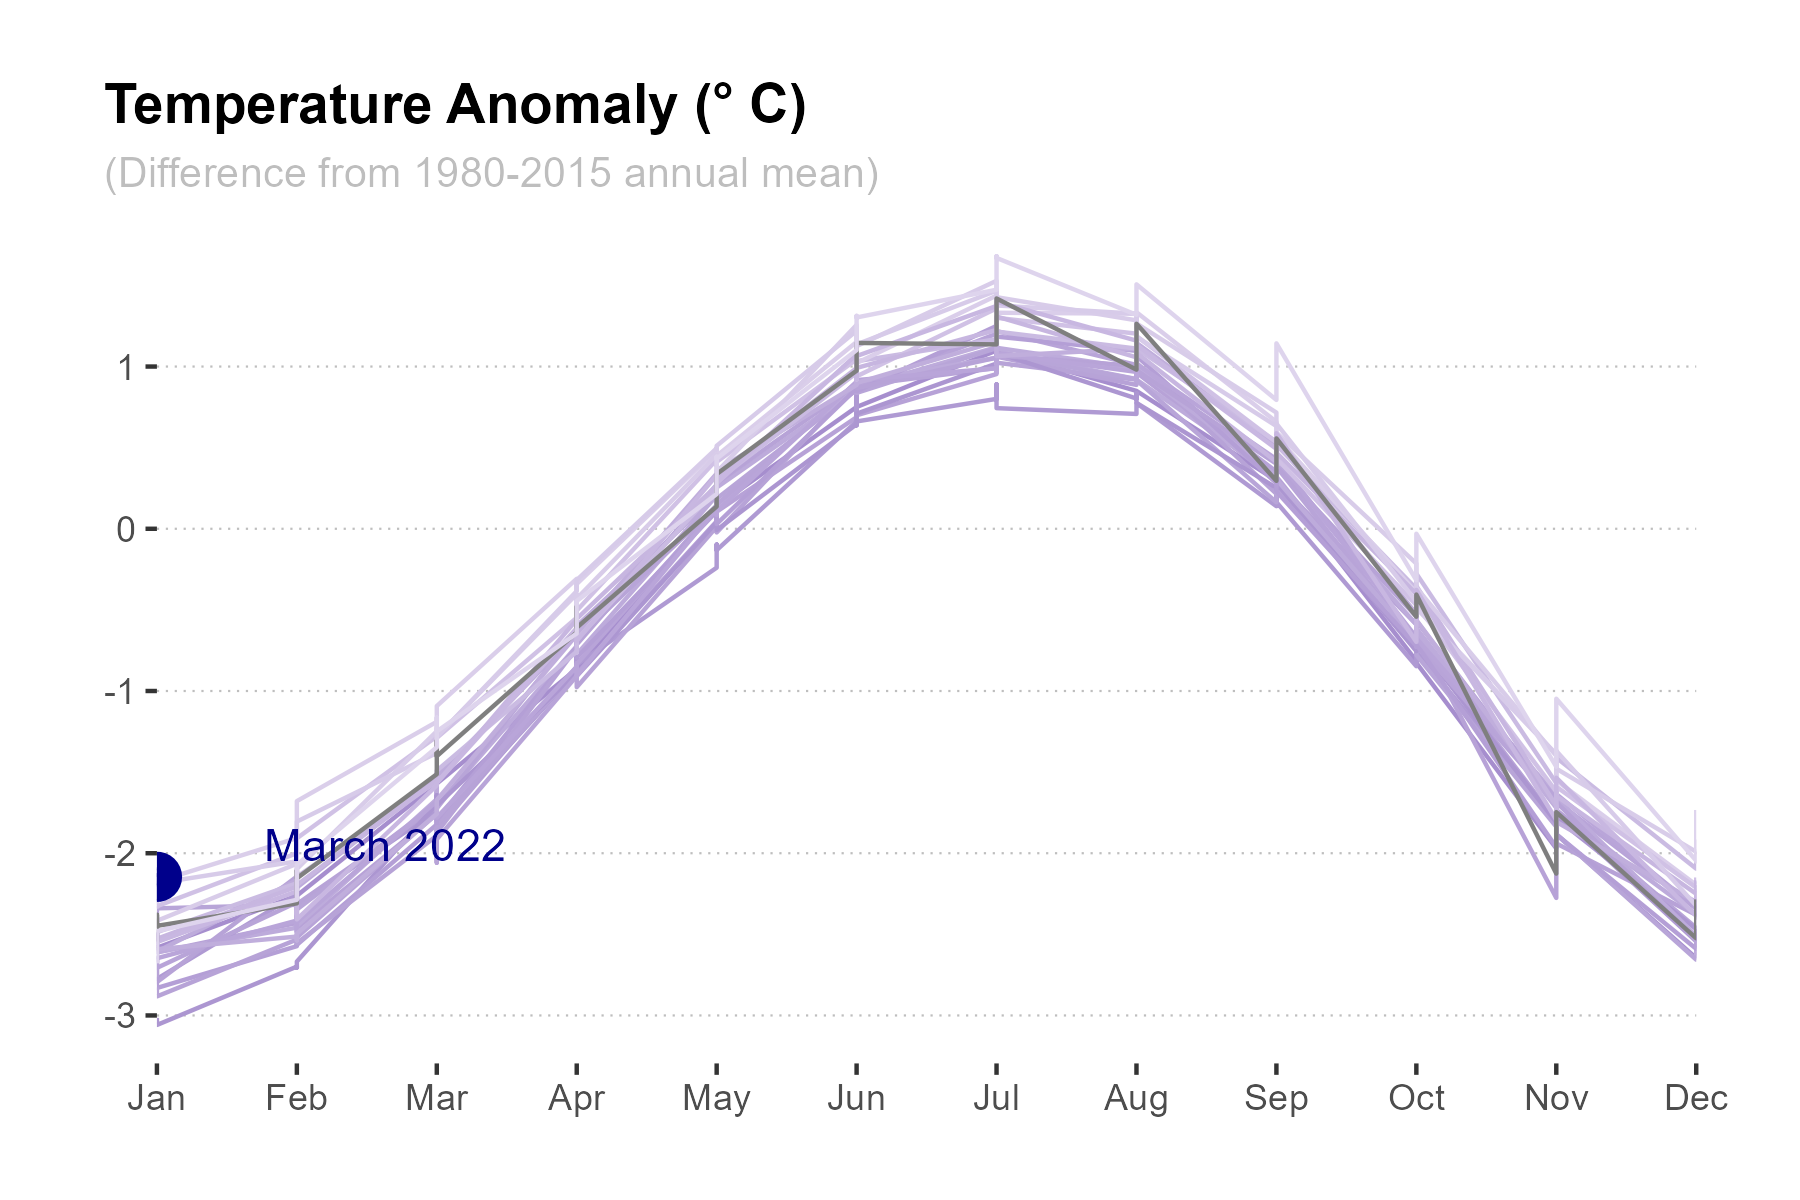 Temperature Anomaly (° C)
(Difference from 1980-2015 annual mean)
1
0
-1
-2
-3
March 2022
Jan Feb Mar Apr May Jun Jul Aug Sep Oct Nov Dec